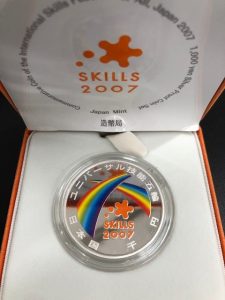 Commemorative Coin of the International Skills Festival for All, Japan 2007 1,000 yen Silver Proof Coin Set
SKILLS
2007
Japan Mint
造幣局
ユニバーサル技能五輪
SKILLS
2007
日本国 千円